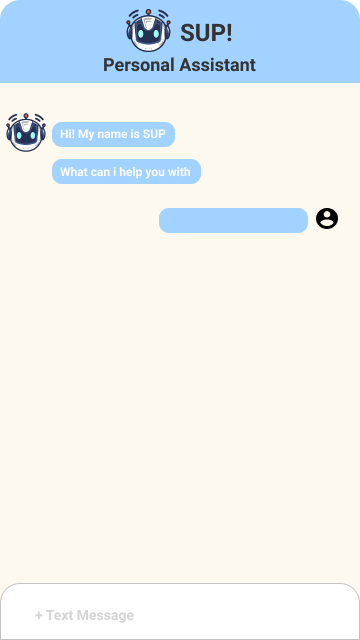 SUP!
Personal Assistant
Hi! My name is SUP
What can i help you with
+ Text Message